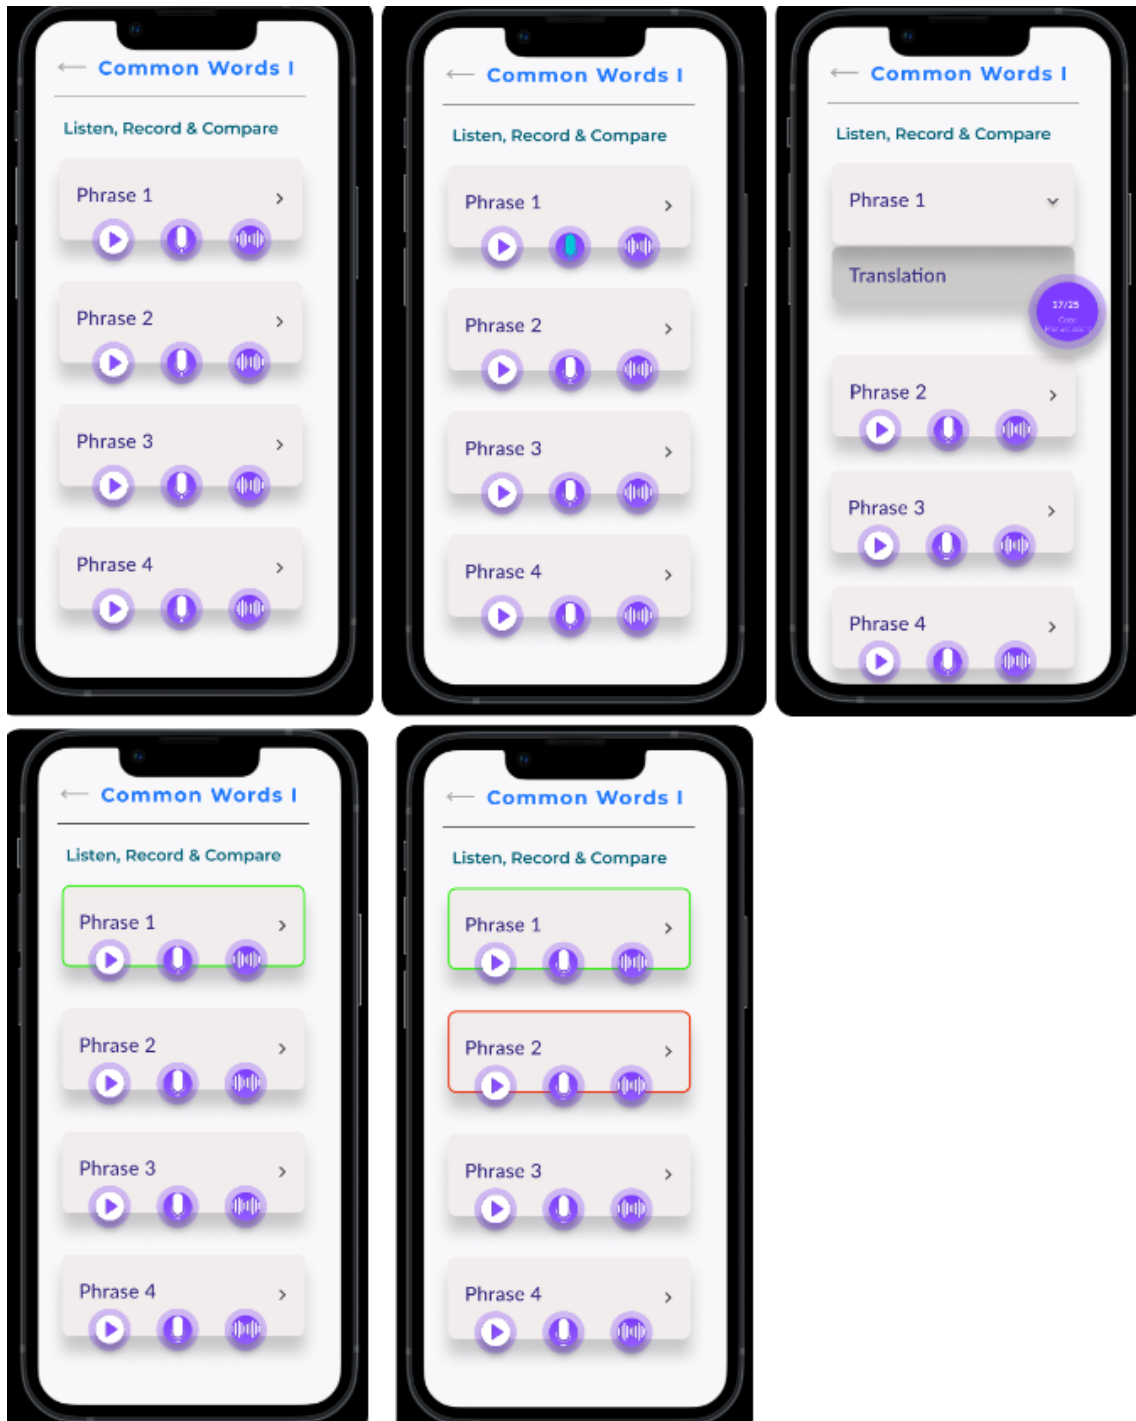 Common Words I
Listen, Record & Compare
Phrase 1
Phrase 2
Phrase 3
Phrase 4
Common Words I
Listen, Record & Compare
Phrase 1
Phrase 2
Phrase 3
Phrase 4
Common Words I
Listen, Record & Compare
Phrase 1
Translation
17/25
Phrase 2
Phrase 3
Phrase 4
Common Words I
Listen, Record & Compare
Phrase 1
Phrase 2
Phrase 3
Phrase 4
Common Words I
Listen, Record & Compare
Phrase 1
Phrase 2
Phrase 3
Phrase 4